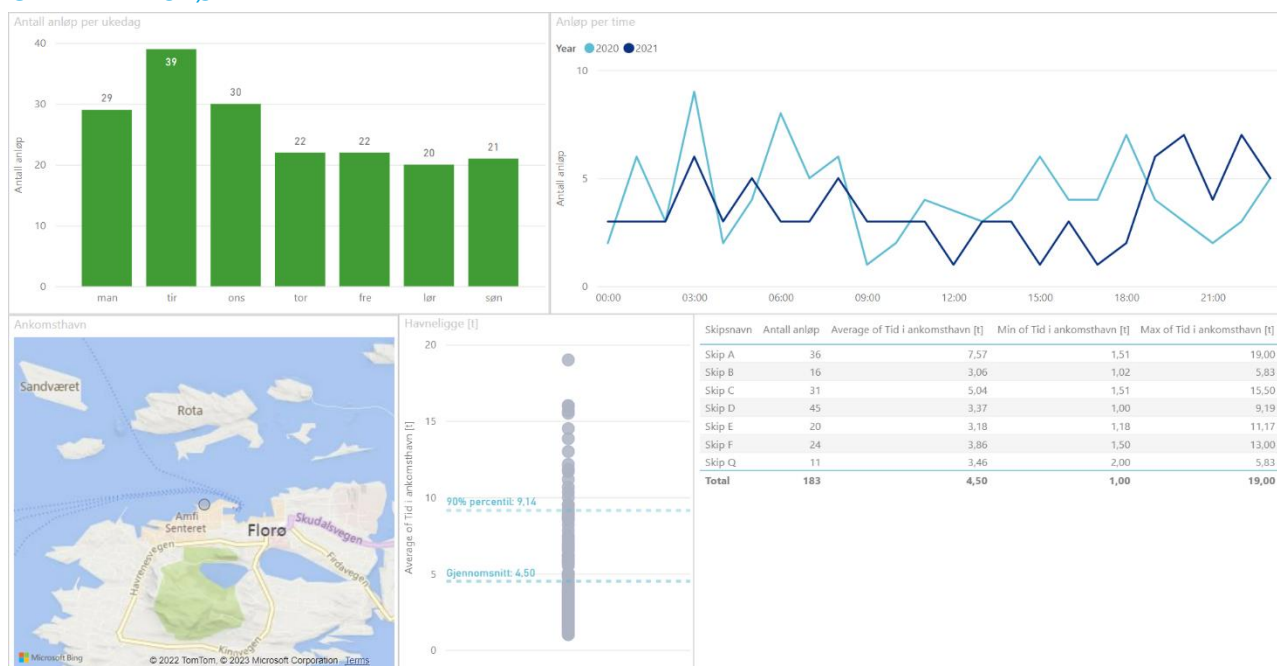 Antall anløp per ukedag
40
30
20
10
0
Antall anløp
29
39
30
22
22
20
21
man tir ons tor fre lør søn
Anløp per time
Year 2020 2021
10
5
0
Antall anløp
00:00 03:00 06:00 09:00 12:00 15:00 18:00 21:00
Ankomsthavn
Sandværet
Rota
Amfi
Senteret
Florø
Skudalsvegen
Havrenesvegen
Firdavegen
Kinnvegen
Microsoft Bing
© 2022 TomTom, © 2023 Microsoft Corporation Terms
Havneligge [t]
20
15
10
5
0
Average of Tid i ankomsthavn [t]
90% percentil: 9,14
Gjennomsnitt: 4,50
Skipsnavn Antall anløp Average of Tid i ankomsthavn [t] Min of Tid i ankomsthavn [t] Max of Tid i ankomsthavn [t]
Skip A 36 7,57 1,51 19,00
Skip B 16 3,06 1,02 5,83
Skip C 31 5,04 1,51 15,50
Skip D 45 3,37 1,00 9,19
Skip E 20 3,18 1,18 11,17
Skip F 24 3,86 1,50 13,00
Skip Q 11 3,46 2,00 5,83
Total 183 4,50 1,00 19,00